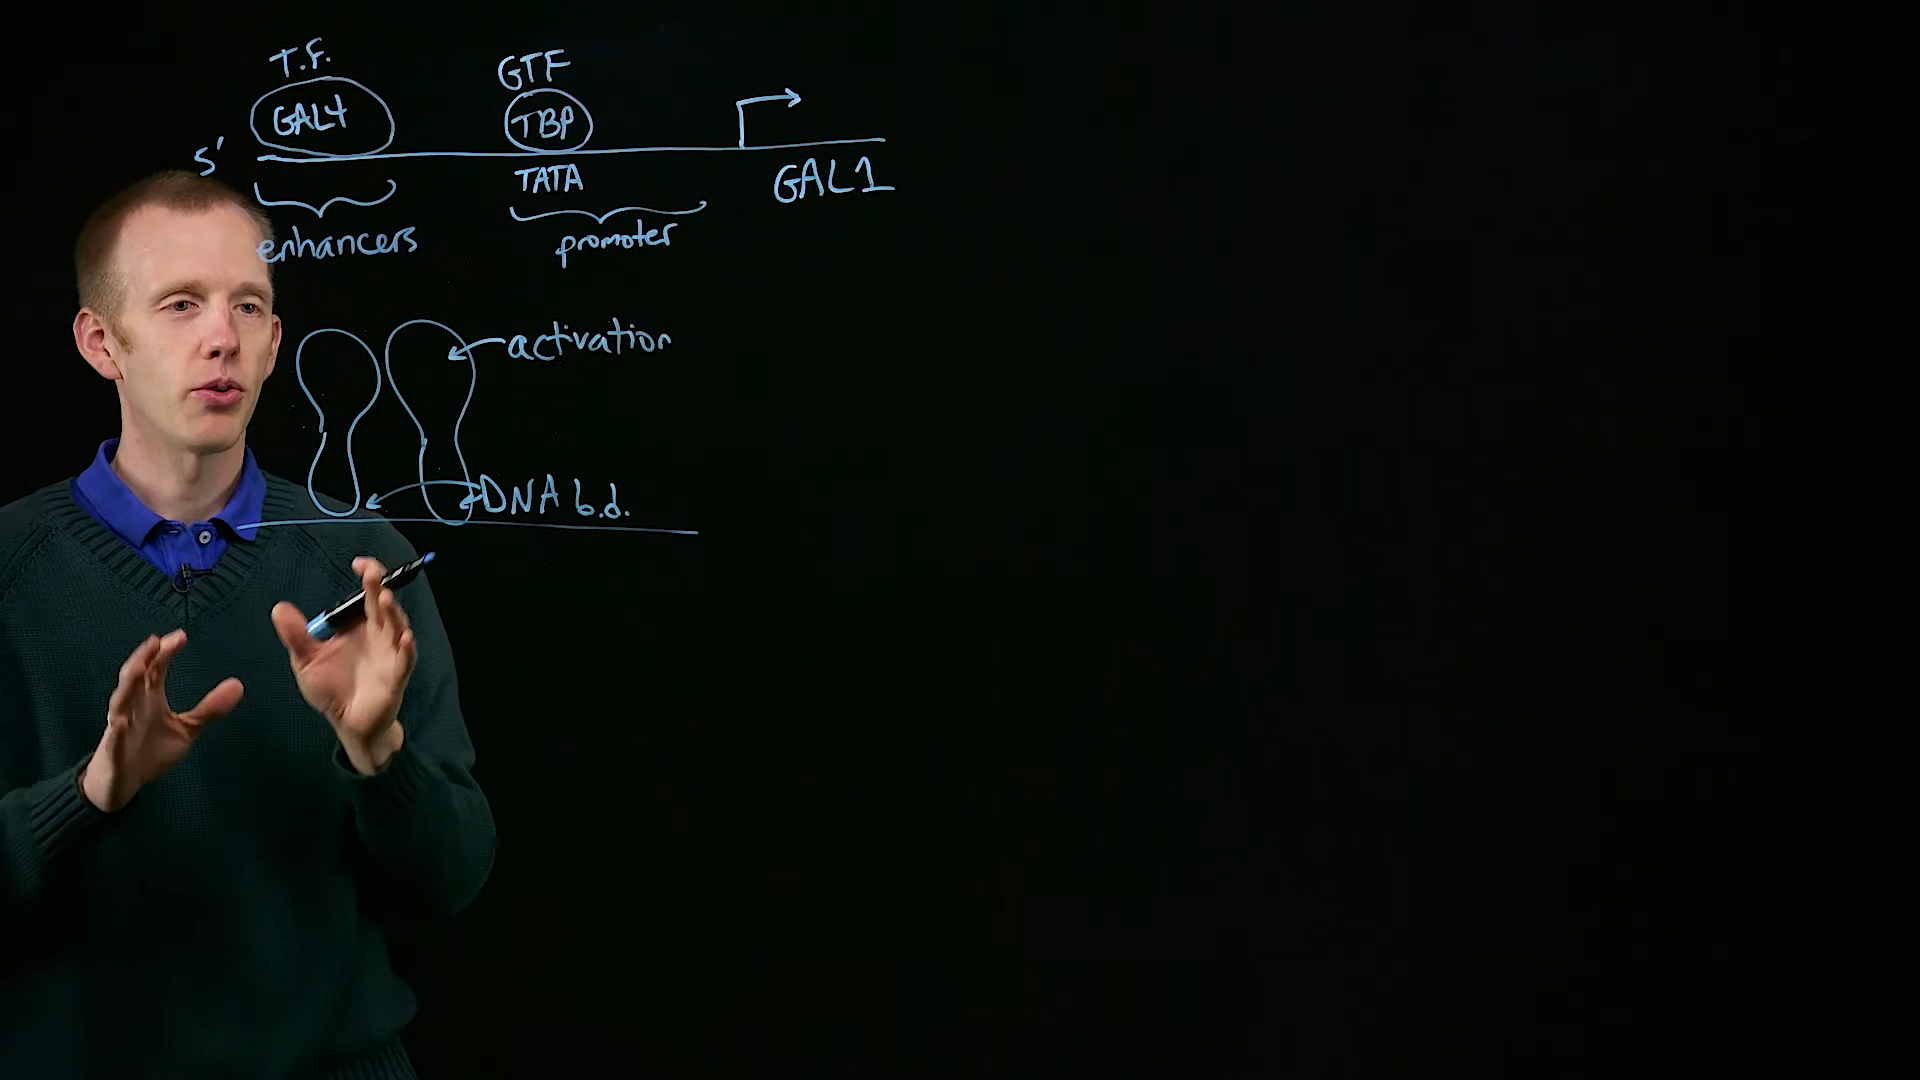 T.F.
GTF
GAL4
TBP
5'
TATA
GAL1
enhancers
promoter
activation
DNA b.d.